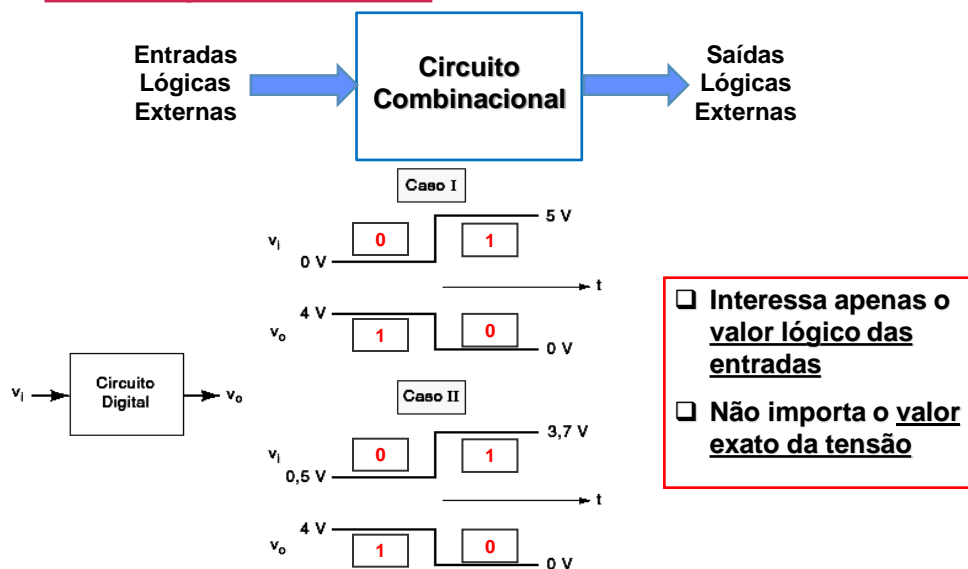 Entradas
Lógicas
Externas
Circuito
Combinacional
Saídas
Lógicas
Externas
Caso I
vi
0 V
0
1
5 V
t
4 V
vo
1
0
0 V
vi
Circuito
Digital
vo
Caso II
vi
0,5 V
0
1
3,7 V
t
4 V
vo
1
0
0 V
❑ Interessa apenas o
valor lógico das
entradas
❑ Não importa o valor
exato da tensão